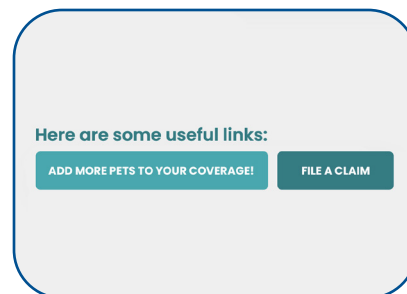 Here are some useful links:
ADD MORE PETS TO YOUR COVERAGE! FILE A CLAIM